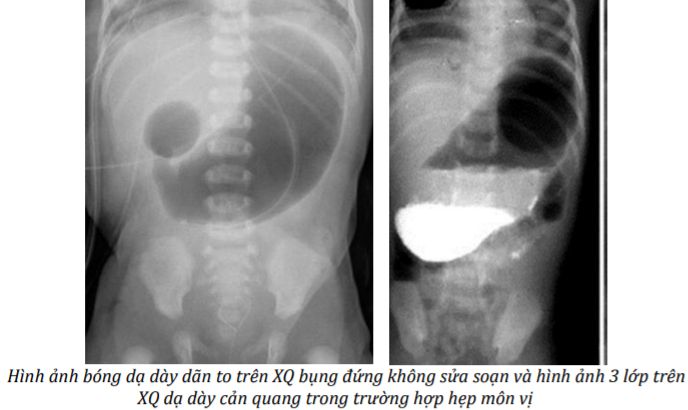 Hình ảnh bóng dạ dày dãn to trên XQ bụng đứng không sửa soạn và hình ảnh 3 lớp trên
XQ dạ dày cản quang trong trường hợp hẹp môn vị